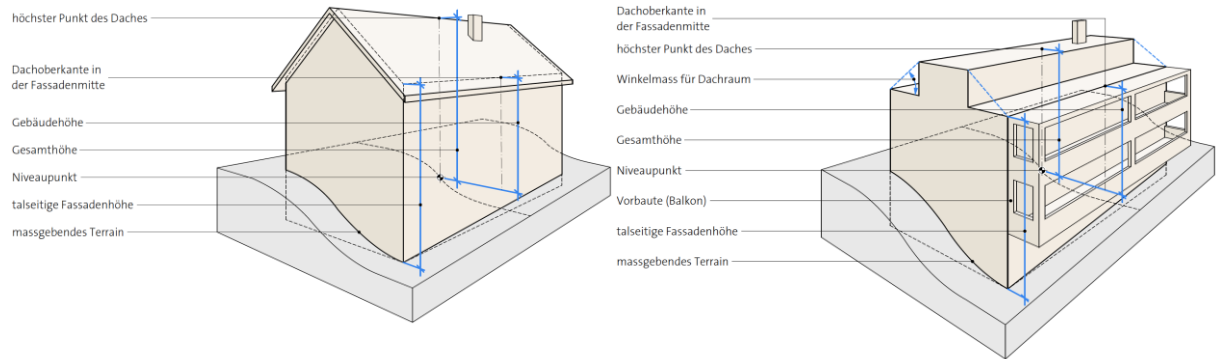 höchster Punkt des Daches
Dachoberkante in
der Fassadenmitte
Gebäudehöhe
Gesamthöhe
Niveaupunkt
talseitige Fassadenhöhe
massgebendes Terrain
Dachoberkante in
der Fassadenmitte
höchster Punkt des Daches
Winkelmass für Dachraum
Gebäudehöhe
Gesamthöhe
Niveaupunkt
Vorbaute (Balkon)
talseitige Fassadenhöhe
massgebendes Terrain